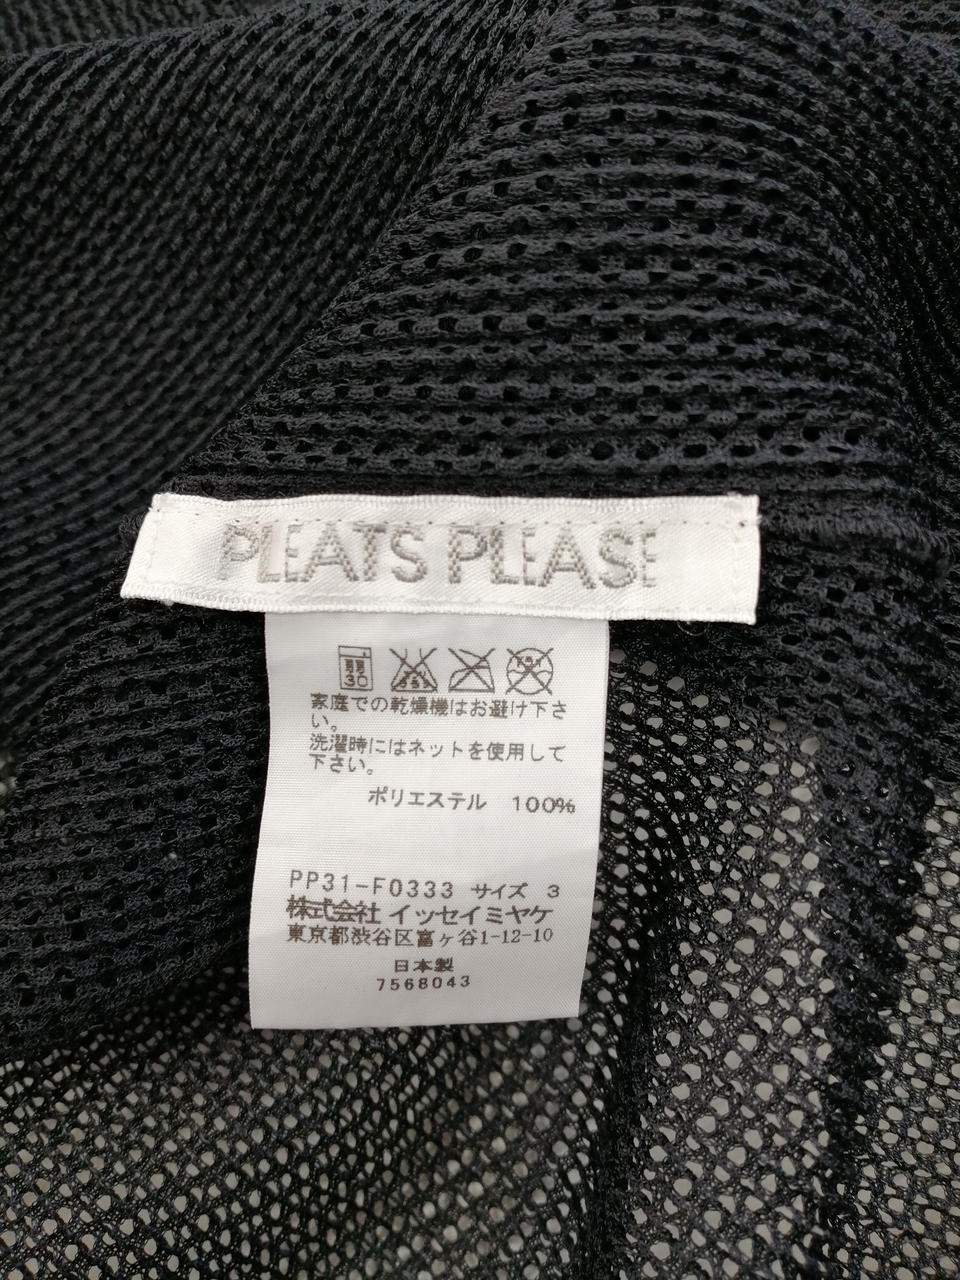 PLEATS PLEASE
30
家庭での乾燥機はお避け下さ
い。
洗濯時にはネットを使用して
下さい。
ポリエステル 100%
PP31-F0333 サイズ 3
株式会社 イッセイミヤケ
東京都渋谷区富ヶ谷1-12-10
日本製
7568043